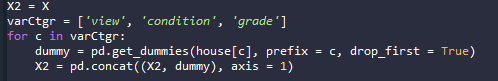 X2 = X
varCtgr = ['view', 'condition', 'grade']
for c in varCtgr:
    dummy = pd.get_dummies(house[c], prefix = c, drop_first = True)
    X2 = pd.concat((X2, dummy), axis = 1)